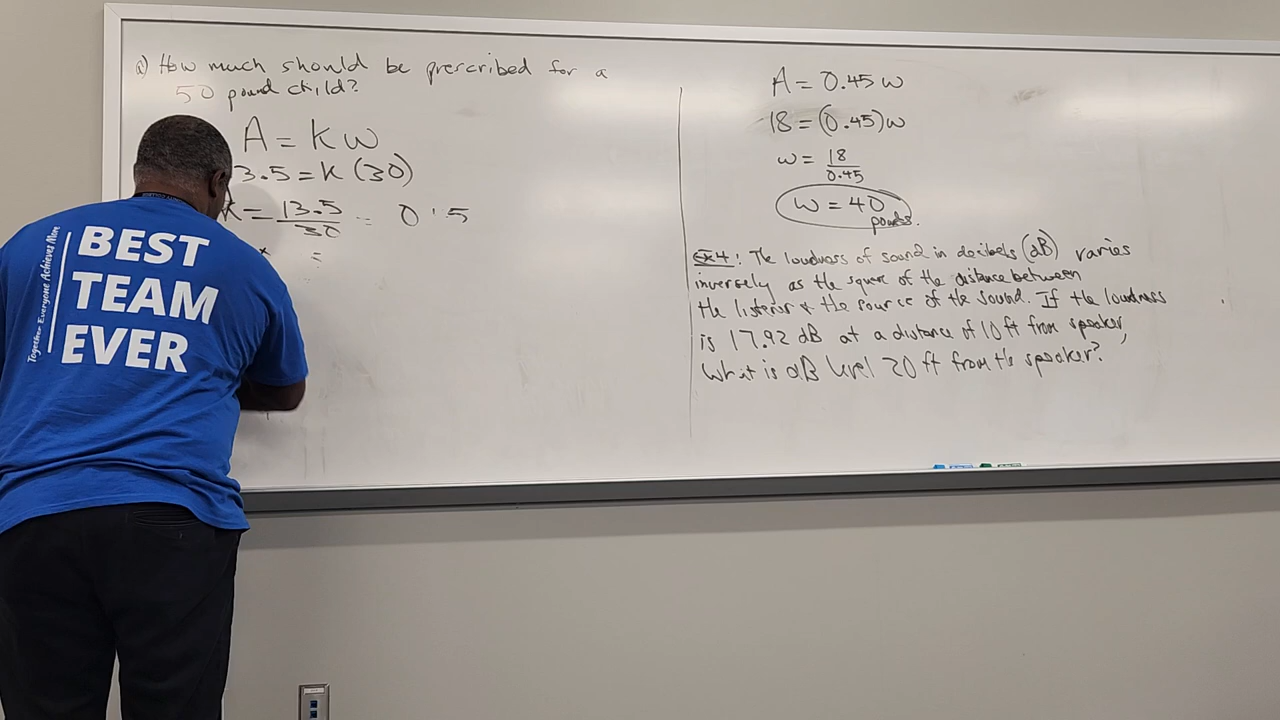 a) How much should be prescribed for a
50 pound child?
A = K w
3.5 = K (30)
K = 13.5 / 30 = 0.5
=
A = 0.45 w
18 = (0.45) w
w = 18 / 0.45
w = 40
pounds.
Ex4: The loudness of sound in decibels (dB) varies
inversely as the square of the distance between
the listener & the source of the sound. If the loudness
is 17.92 dB at a distance of 10 ft from speaker,
What is dB level 20 ft from the speaker?
Together Everyone Achieves More
BEST
TEAM
EVER